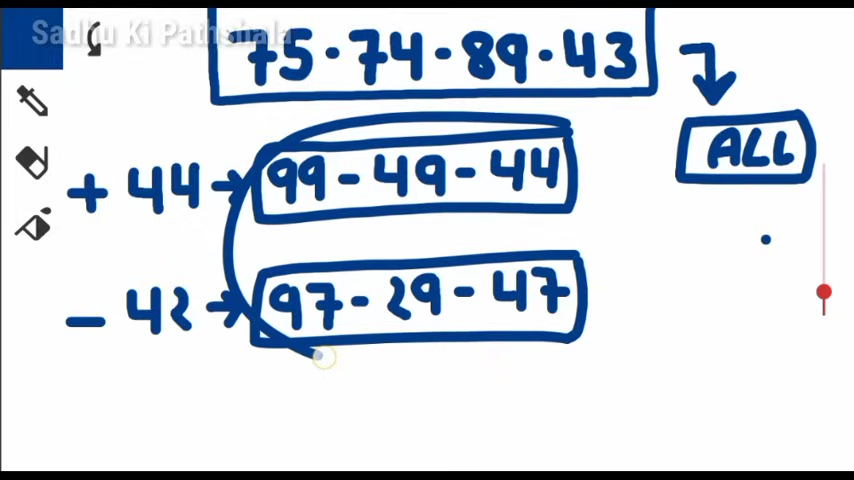 Sadhu Ki Pathshala
75·74·89·43
ALL
+ 44 → 99-49-44
- 42 → 97-29-47